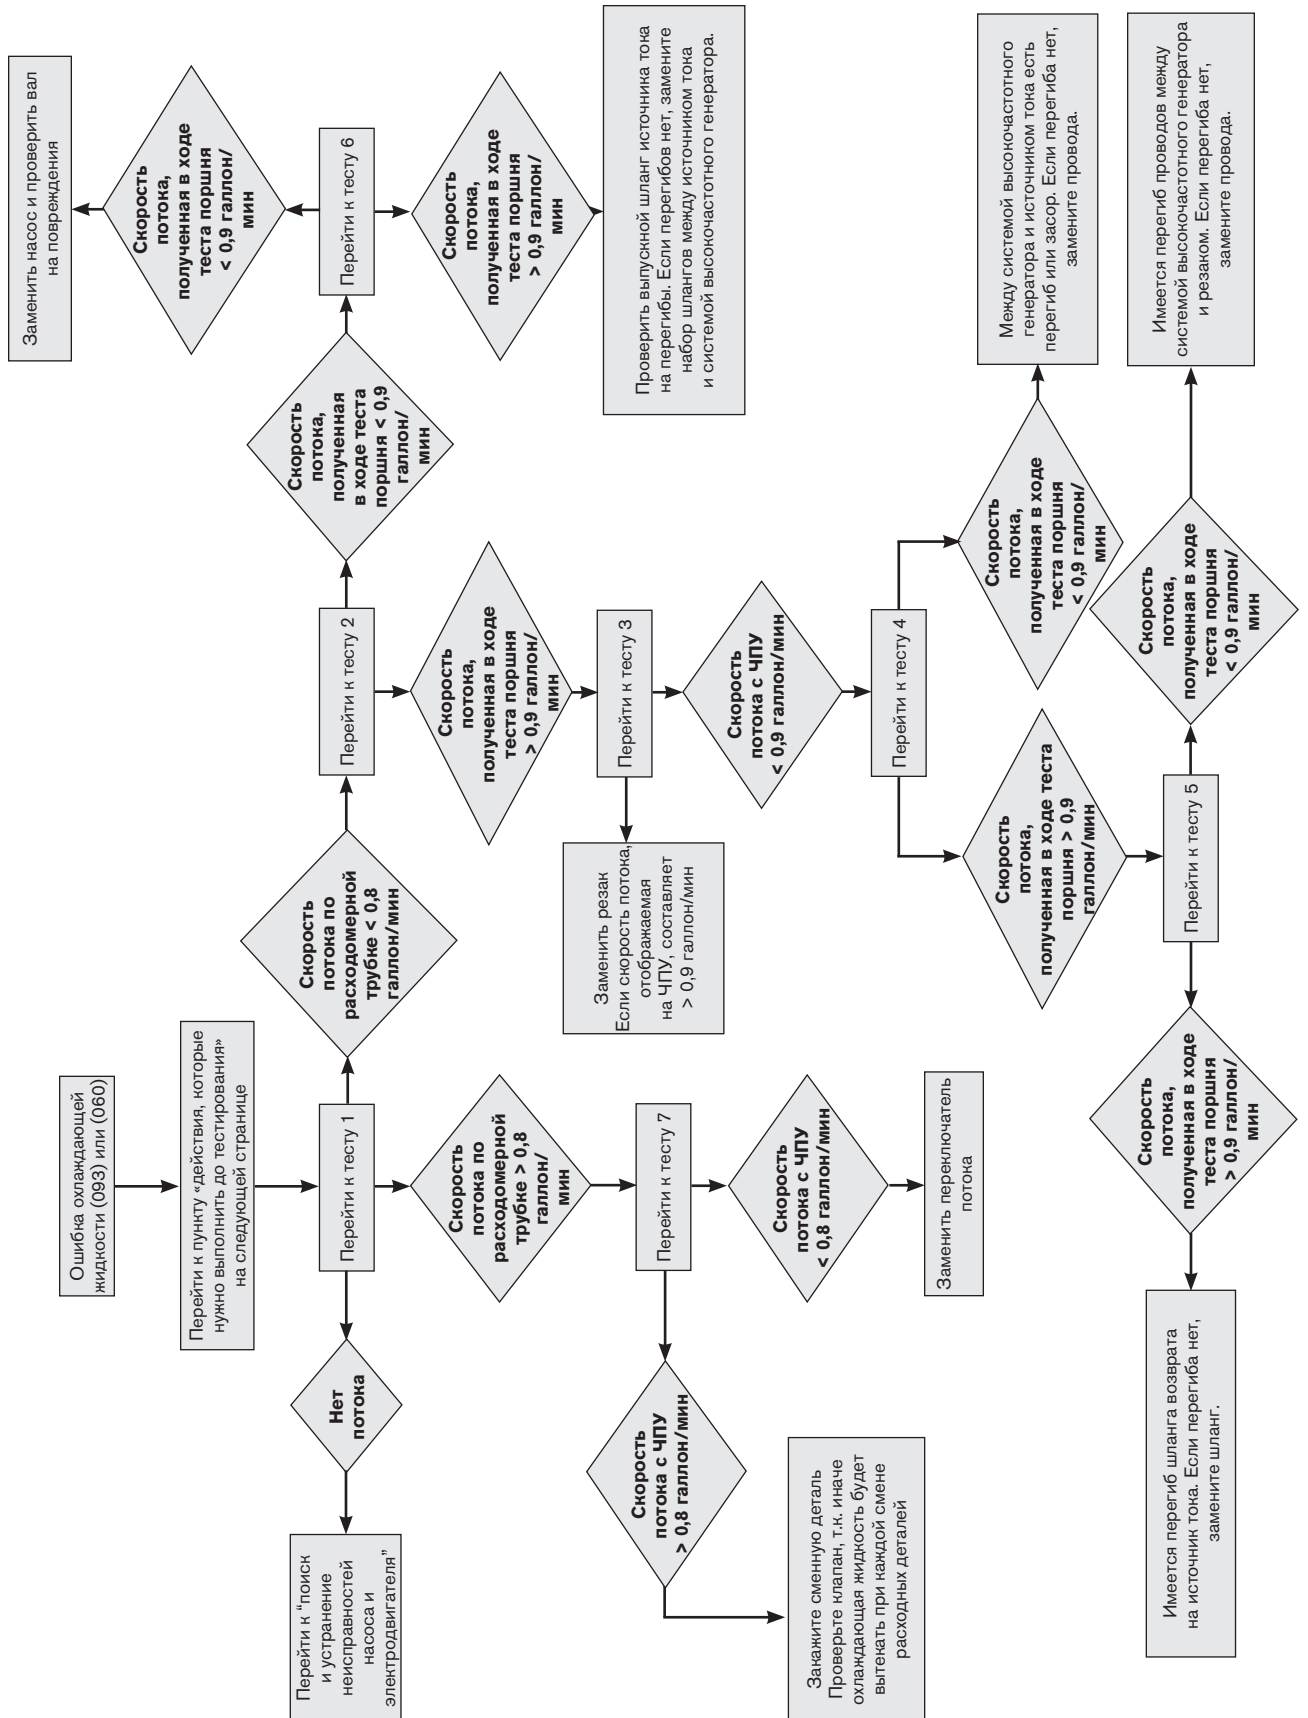 Ошибка охлаждающей
жидкости (093) или (060)
Перейти к пункту «действия, которые
нужно выполнить до тестирования»
на следующей странице
Перейти к тесту 1
Нет
потока
Перейти к “поиск
и устранение
неисправностей
насоса и
электродвигателя”
Скорость
потока по
расходомерной
трубке > 0,8
галлон/
мин
Перейти к тесту 7
Скорость
потока с ЧПУ
> 0,8 галлон/мин
Закажите сменную деталь
Проверьте клапан, т.к. иначе
охлаждающая жидкость будет
вытекать при каждой смене
расходных деталей
Скорость
потока с ЧПУ
< 0,8 галлон/мин
Заменить переключатель
потока
Скорость
потока по
расходомерной
трубке < 0,8
галлон/мин
Перейти к тесту 2
Скорость
потока,
полученная в ходе
теста поршня
> 0,9 галлон/
мин
Перейти к тесту 3
Заменить резак
Если скорость потока,
отображаемая
на ЧПУ, составляет
> 0,9 галлон/мин
Скорость
потока с ЧПУ
< 0,9 галлон/мин
Перейти к тесту 4
Скорость
потока,
полученная в ходе теста
поршня > 0,9
галлон/мин
Перейти к тесту 5
Скорость
потока,
полученная в ходе
теста поршня
> 0,9 галлон/
мин
Имеется перегиб шланга возврата
на источник тока. Если перегиба нет,
замените шланг.
Скорость
потока,
полученная в ходе
теста поршня
< 0,9 галлон/
мин
Имеется перегиб проводов между
системой высокочастотного генератора
и резаком. Если перегиба нет,
замените провода.
Скорость
потока,
полученная в ходе
теста поршня
< 0,9 галлон/
мин
Между системой высокочастотного
генератора и источником тока есть
перегиб или засор. Если перегиба нет,
замените провода.
Скорость
потока,
полученная
в ходе теста
поршня < 0,9
галлон/
мин
Перейти к тесту 6
Скорость
потока,
полученная в ходе
теста поршня
< 0,9 галлон/
мин
Заменить насос и проверить вал
на повреждения
Скорость
потока,
полученная в ходе
теста поршня
> 0,9 галлон/
мин
Проверить выпускной шланг источника тока
на перегибы. Если перегибов нет, замените
набор шлангов между источником тока
и системой высокочастотного генератора.